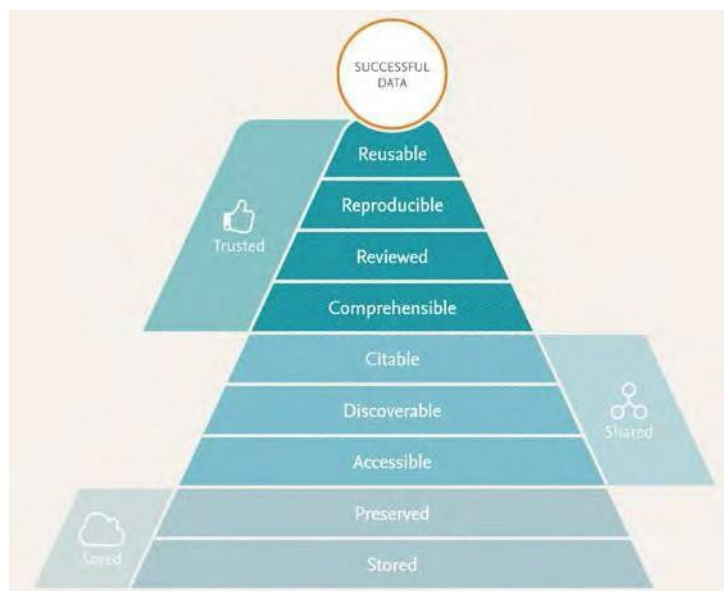 SUCCESSFUL
DATA
Reusable
Reproducible
Trusted
Reviewed
Comprehensible
Citable
Discoverable
Shared
Accessible
Preserved
Saved
Stored